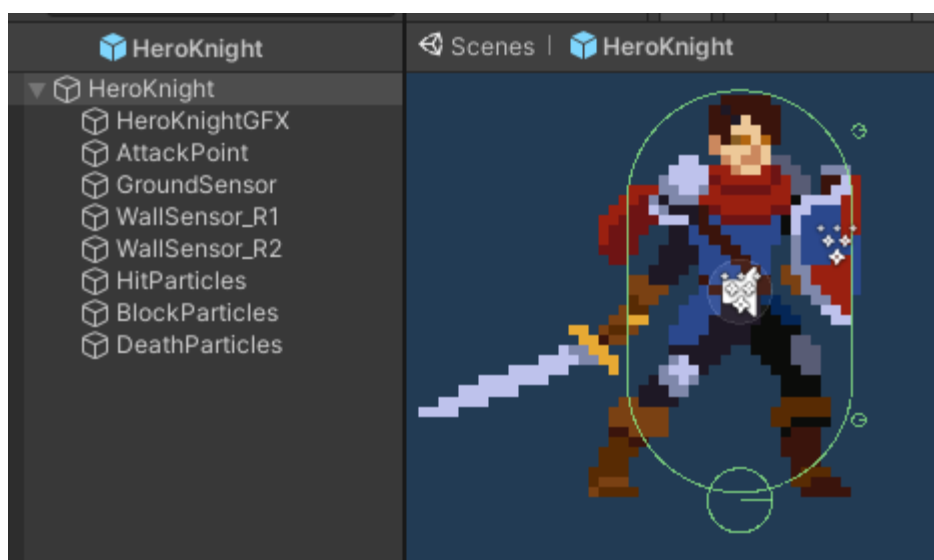 HeroKnight
Scenes | HeroKnight
HeroKnight
HeroKnightGFX
AttackPoint
GroundSensor
WallSensor_R1
WallSensor_R2
HitParticles
BlockParticles
DeathParticles